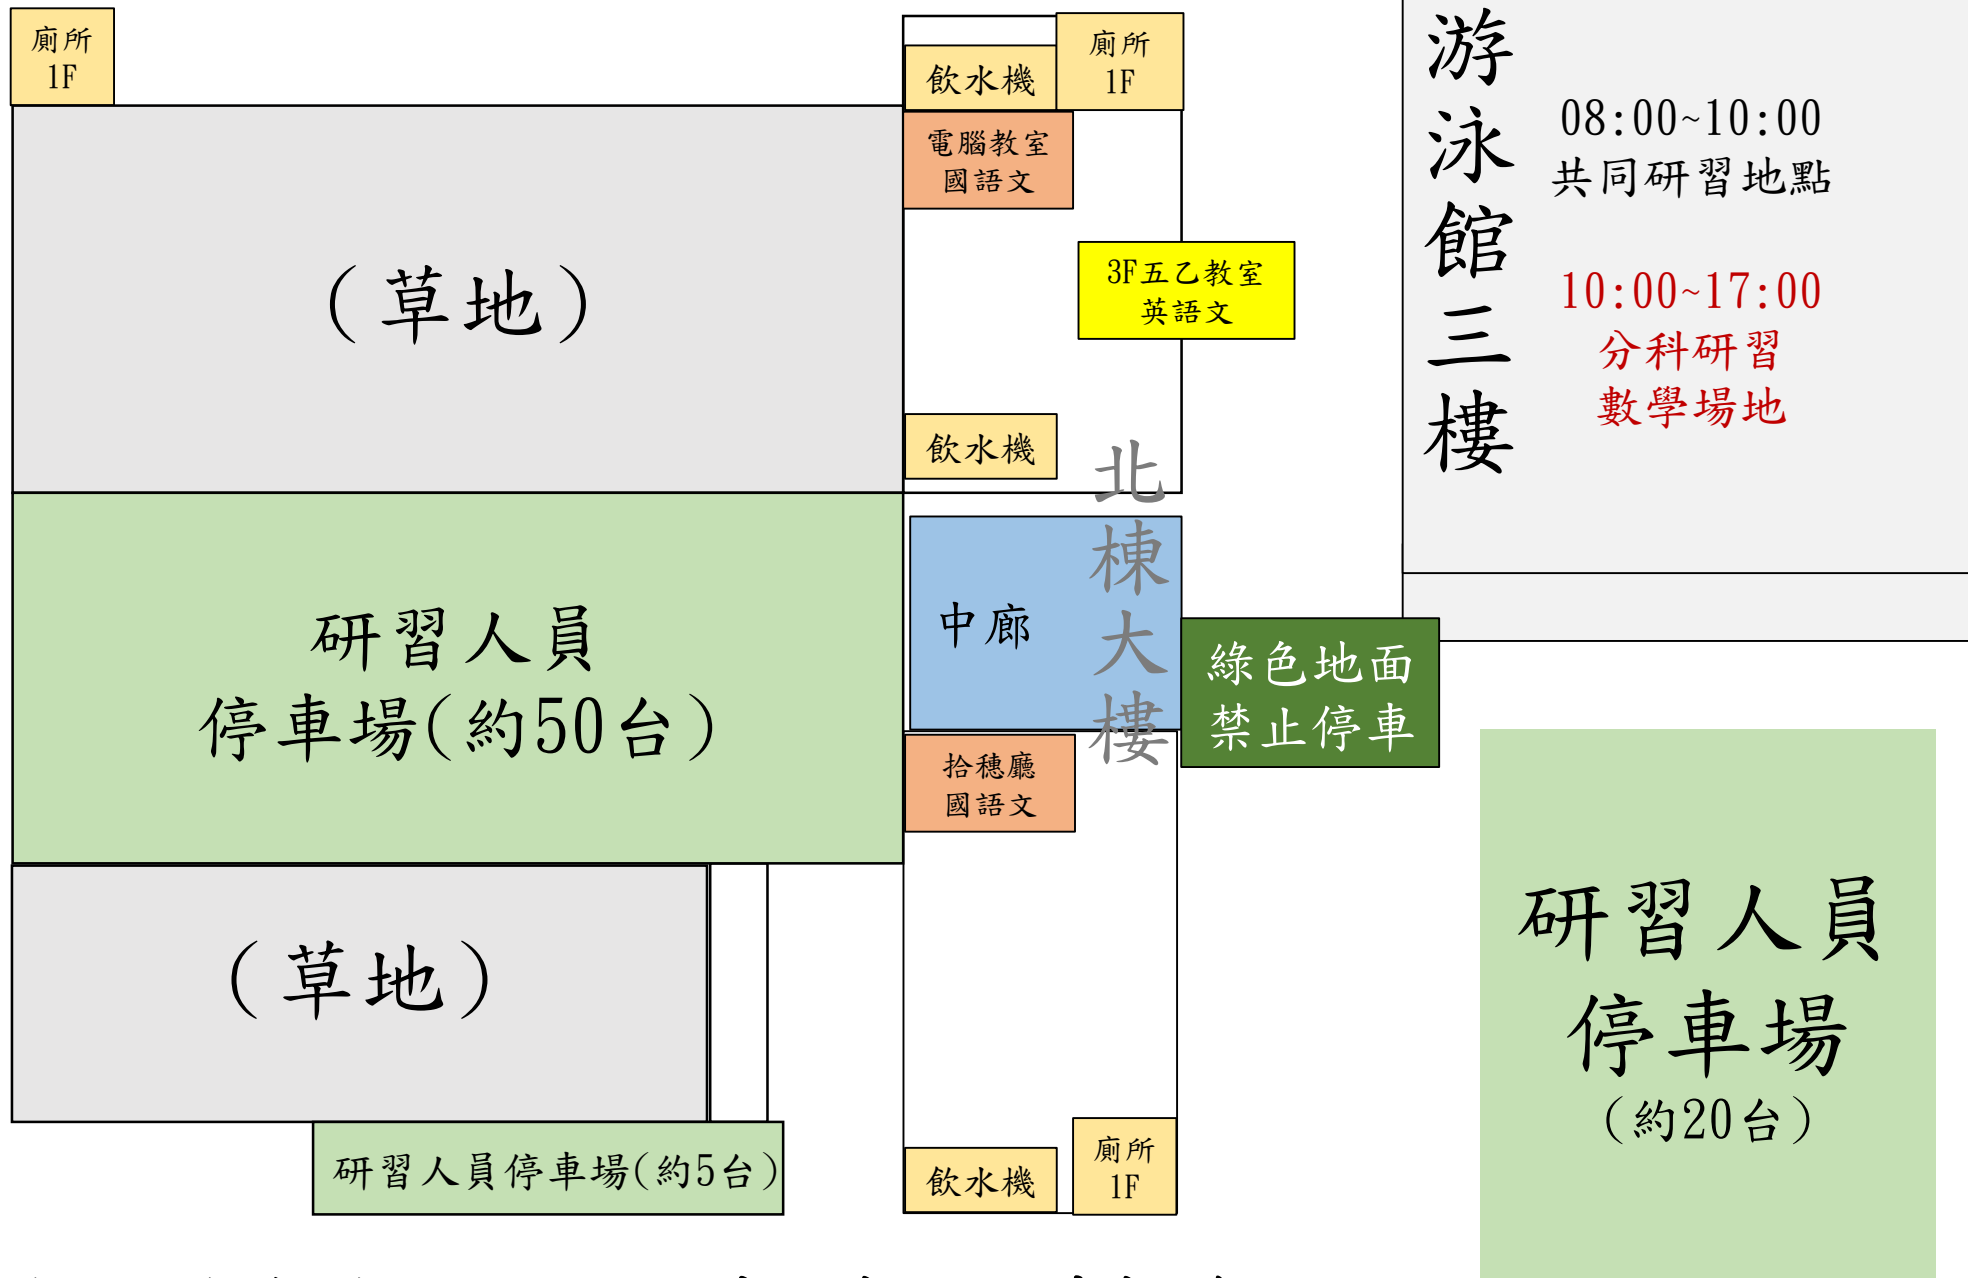 廁所
1F
飲水機
廁所
1F
電腦教室
國語文
(草地)
3F五乙教室
英語文
飲水機
游泳館三樓
08:00~10:00
共同研習地點
10:00~17:00
分科研習
數學場地
北棟大樓
研習人員
停車場(約50台)
中廊
綠色地面
禁止停車
拾穗廳
國語文
(草地)
研習人員停車場(約5台)
飲水機
廁所
1F
研習人員
停車場
(約20台)